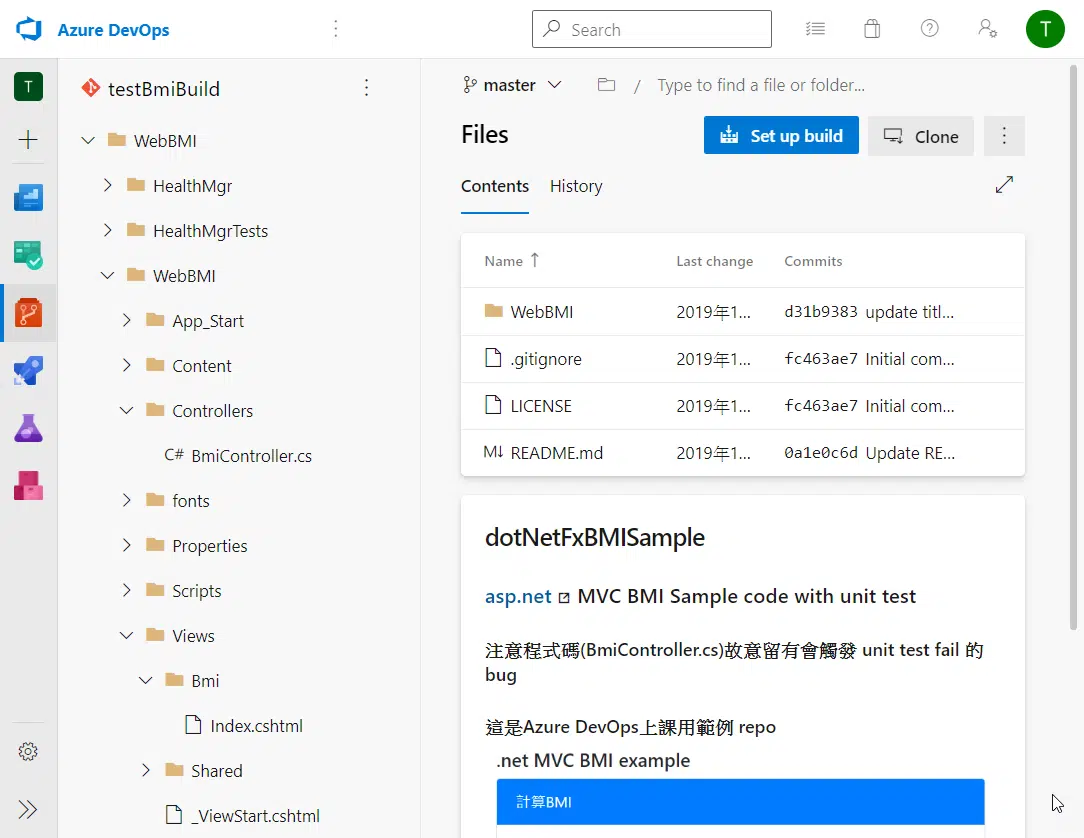 Azure DevOps
Search
T
T
testBmiBuild
WebBMI
HealthMgr
HealthMgrTests
WebBMI
App_Start
Content
Controllers
C# BmiController.cs
fonts
Properties
Scripts
Views
Bmi
Index.cshtml
Shared
_ViewStart.cshtml
master / Type to find a file or folder...
Files
Set up build
Clone
Contents History
Name ↑ Last change Commits
WebBMI 2019年1... d31b9383 update titl...
.gitignore 2019年1... fc463ae7 Initial com...
LICENSE 2019年1... fc463ae7 Initial com...
M↓ README.md 2019年1... 0a1e0c6d Update RE...
dotNetFxBMISample
asp.net MVC BMI Sample code with unit test
注意程式碼(BmiController.cs)故意留有會觸發 unit test fail 的
bug
這是Azure DevOps上課用範例 repo
.net MVC BMI example
計算BMI